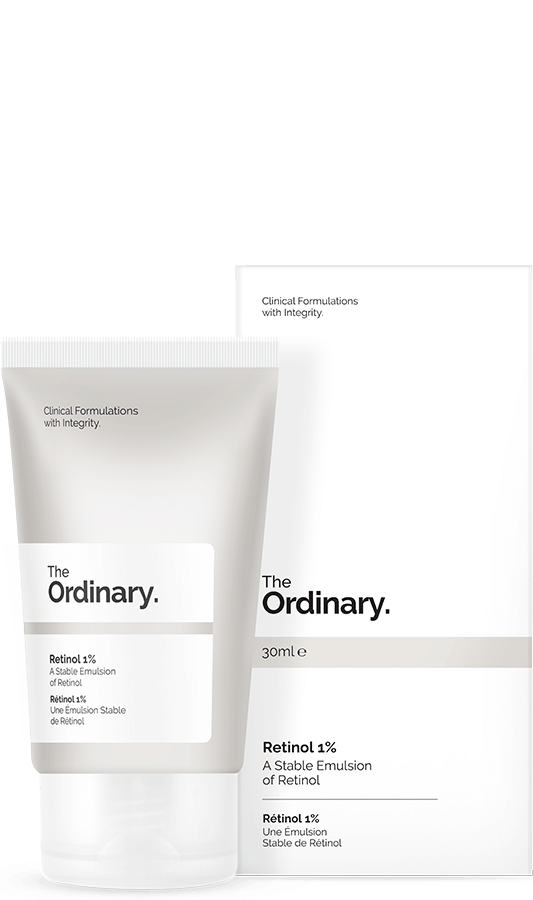 Clinical Formulations
with Integrity.
The
Ordinary.
Retinol 1%
A Stable Emulsion
of Retinol
Rétinol 1%
Une Émulsion Stable
de Rétinol
Clinical Formulations
with Integrity.
The
Ordinary.
30ml ℮
Retinol 1%
A Stable Emulsion
of Retinol
Rétinol 1%
Une Émulsion
Stable de Rétinol